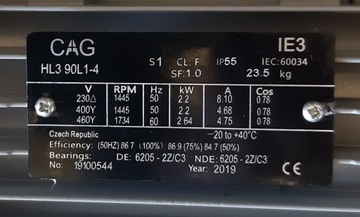 CAG S1 CL: F IP55 IE3
HL3 90L1-4 SF:1.0 23.5 kg IEC:60034
V RPM Hz kW A Cos
230△ 1445 50 2.2 8.10 0.78
400Y 1445 50 2.2 4.68 0.78
460Y 1734 60 2.64 4.75 0.78
Czech Republic -20 to +40°C
Efficiency: (50HZ) 86.7 (100%) 86.9 (75%) 84.7 (50%)
Bearings: DE: 6205 - 2Z/C3 NDE: 6205 - 2Z/C3
No: 19100544 Year: 2019 CE